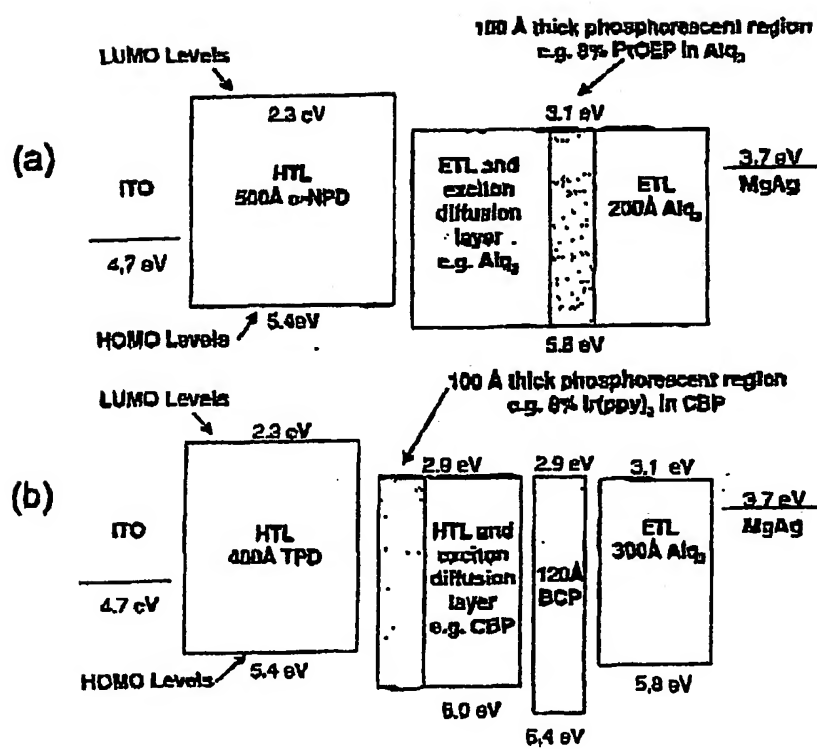 100 Å thick phosphorescent region
e.g. 8% PtOEP in Alq₃
LUMO Levels
2.3 eV
3.1 eV
(a)
ITO
HTL
500Å α-NPD
ETL and
exciton
diffusion
layer
e.g. Alq₃
ETL
200Å Alq₃
3.7 eV
MgAg
4.7 eV
5.4eV
HOMO Levels
5.8 eV
100 Å thick phosphorescent region
e.g. 8% Ir(ppy)₃ in CBP
LUMO Levels
2.3 eV
2.8 eV
2.9 eV
3.1 eV
(b)
ITO
HTL
400Å TPD
HTL and
exciton
diffusion
layer
e.g. CBP
120Å
BCP
ETL
300Å Alq₃
3.7 eV
MgAg
4.7 eV
5.4 eV
HOMO Levels
6.0 eV
5,8 eV
6,4 eV